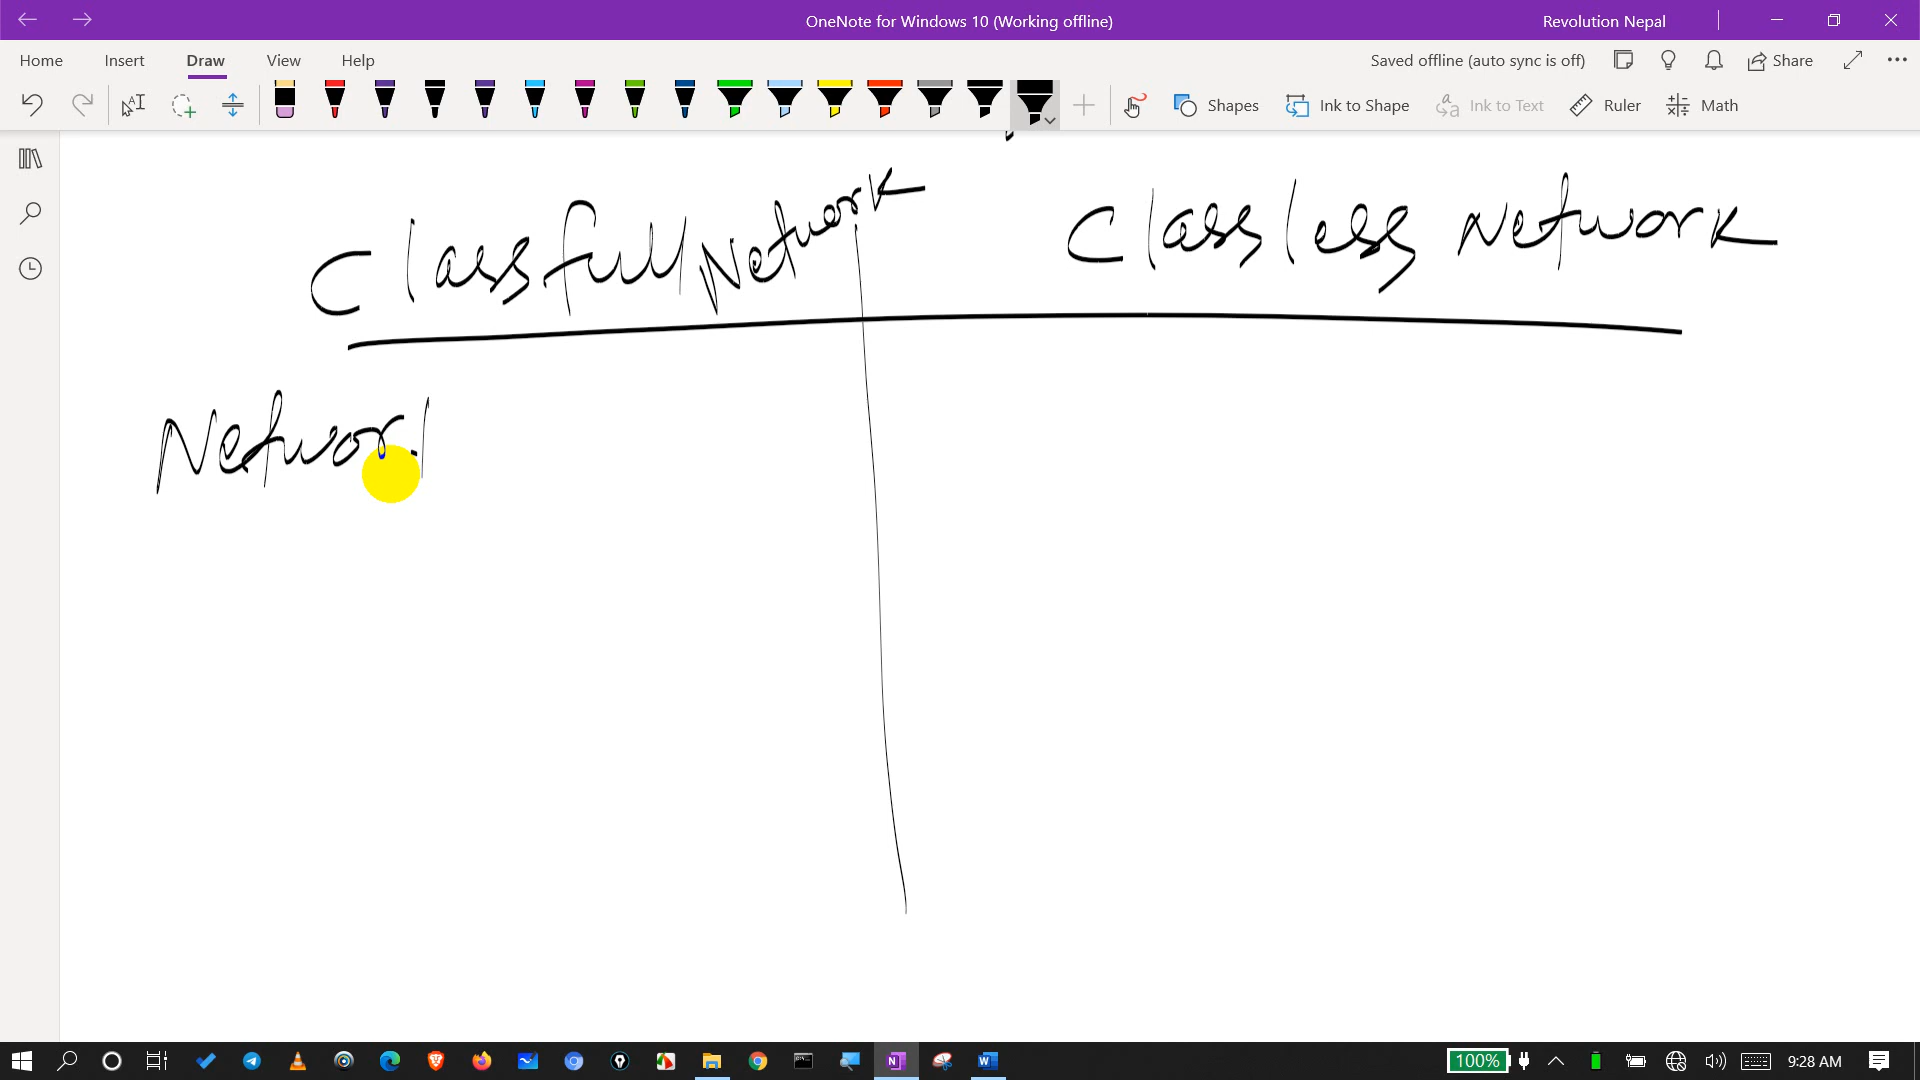 OneNote for Windows 10 (Working offline)
Revolution Nepal
Home Insert Draw View Help
Saved offline (auto sync is off)
Share
Shapes
Ink to Shape
Ink to Text
Ruler
Math
Classfull Network
Classless Network
Networ
100%
9:28 AM